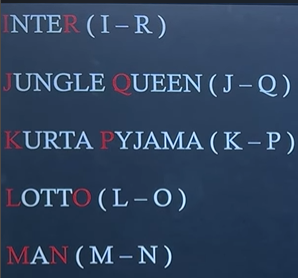 INTER ( I – R )
JUNGLE QUEEN ( J – Q )
KURTA PYJAMA ( K – P )
LOTTO ( L – O )
MAN ( M – N )